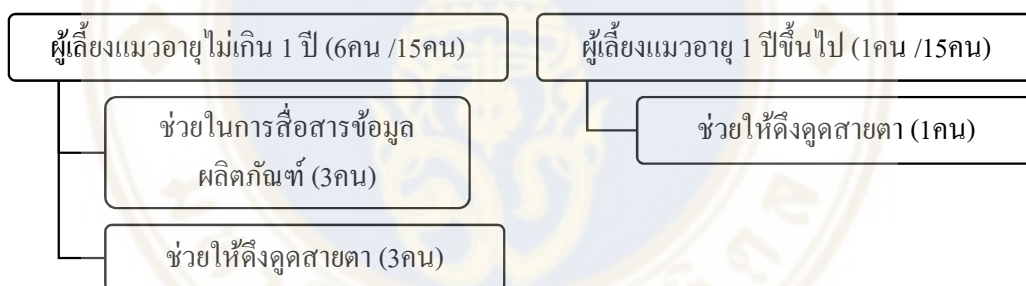 ผู้เลี้ยงแมวอายุไม่เกิน 1 ปี (6คน /15คน)
ช่วยในการสื่อสารข้อมูล
ผลิตภัณฑ์ (3คน)
ช่วยให้ดึงดูดสายตา (3คน)
ผู้เลี้ยงแมวอายุ 1 ปีขึ้นไป (1คน /15คน)
ช่วยให้ดึงดูดสายตา (1คน)